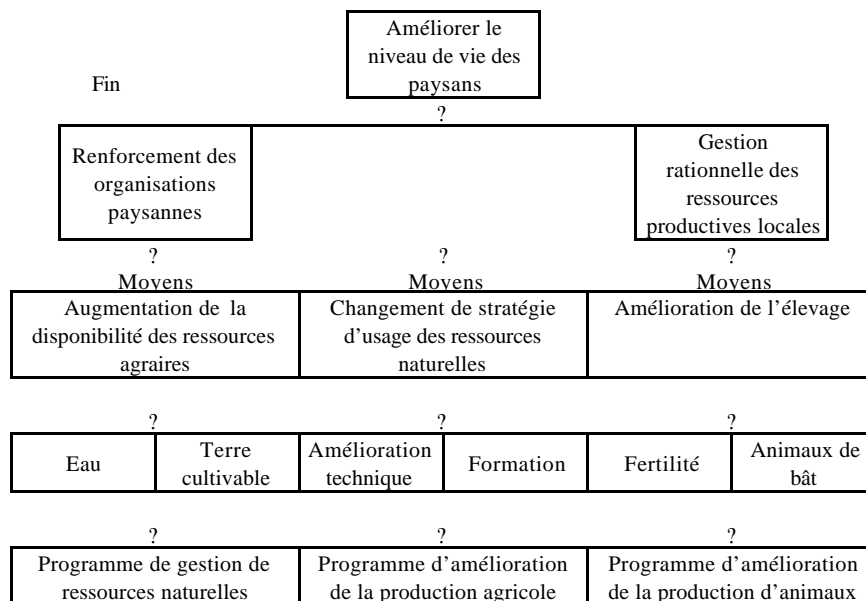 Améliorer le
niveau de vie des
paysans
Fin
?
Renforcement des
organisations
paysannes
Gestion
rationnelle des
ressources
productives locales
? ? ?
Moyens Moyens Moyens
Augmentation de la
disponibilité des ressources
agraires
Changement de stratégie
d'usage des ressources
naturelles
Amélioration de l'élevage
? ? ?
Eau
Terre
cultivable
Amélioration
technique
Formation
Fertilité
Animaux de
bât
? ? ?
Programme de gestion de
ressources naturelles
Programme d'amélioration
de la production agricole
Programme d'amélioration
de la production d'animaux